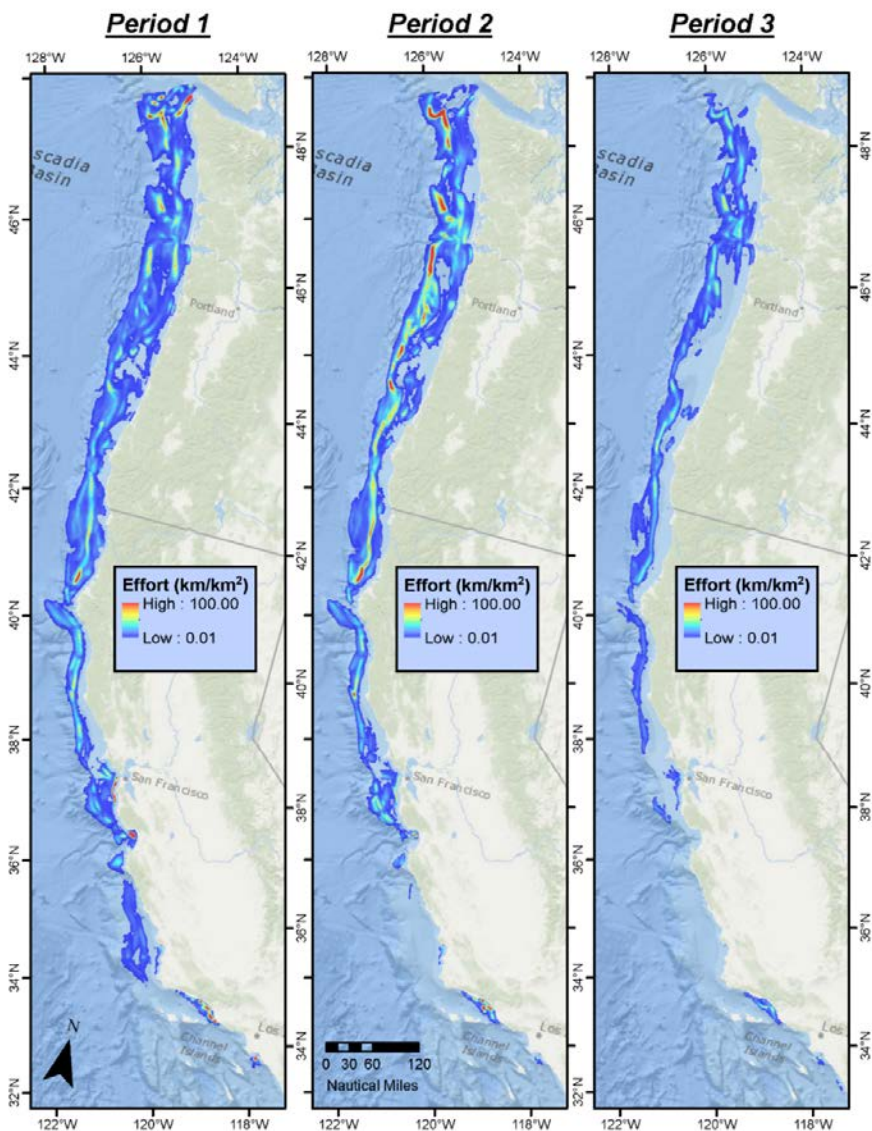 Period 1
Period 2
Period 3
128°W 126°W 124°W
128°W 126°W 124°W
126°W 124°W
48°N
46°N
44°N
42°N
40°N
38°N
36°N
34°N
32°N
48°N
46°N
44°N
42°N
40°N
38°N
36°N
34°N
48°N
46°N
44°N
42°N
40°N
38°N
36°N
34°N
32°N
scadia
Basin
Portland
San Francisco
Los
Channel
Islands
Effort (km/km²)
High : 100.00
Low : 0.01
N
scadia
Basin
Portland
San Francisco
Los
Channel
Islands
Effort (km/km²)
High : 100.00
Low : 0.01
0 30 60 120
Nautical Miles
scadia
Basin
Portland
San Francisco
Los
Channel
Islands
Effort (km/km²)
High : 100.00
Low : 0.01
122°W 120°W 118°W
122°W 120°W 118°W
122°W 120°W 118°W